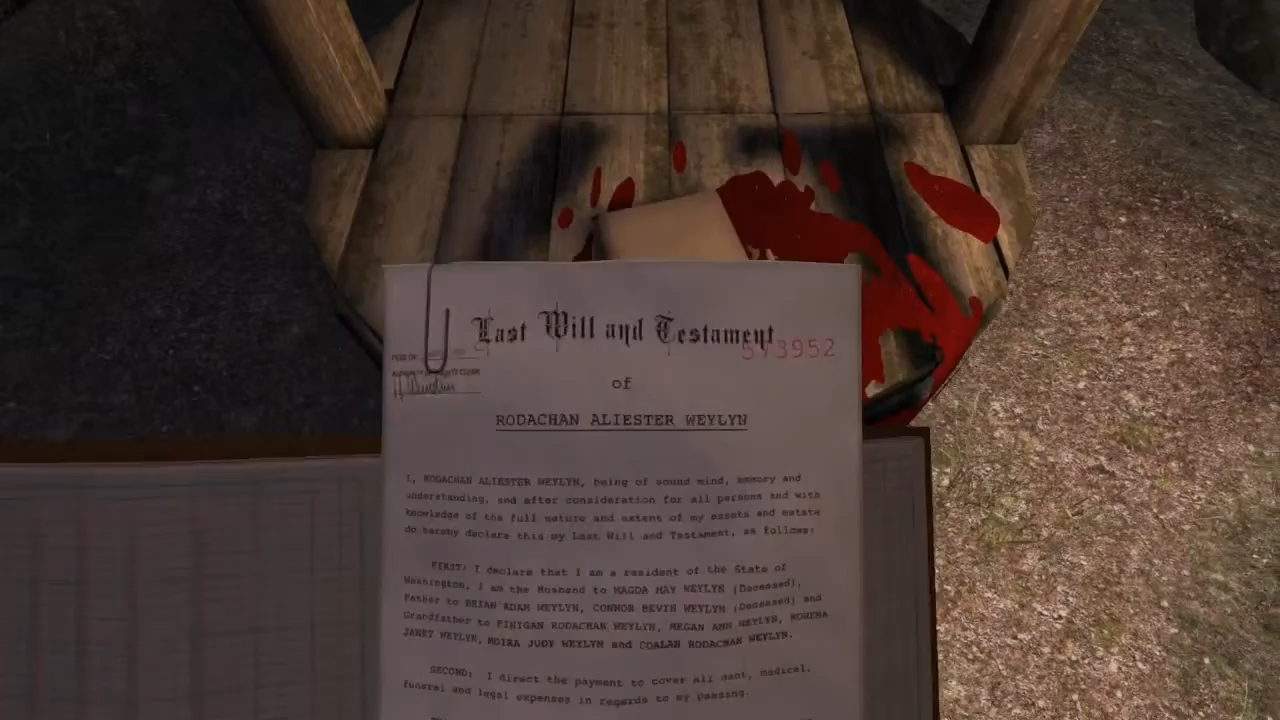 Last Will and Testament
573952
of
RODACHAN ALIESTER WEYLYN
I, RODACHAN ALIESTER WEYLYN, being of sound mind, memory and
understanding, and after consideration for all persons and with
knowledge of the full nature and extent of my assets and estate
do hereby declare this my Last Will and Testament, as follows:
FIRST: I declare that I am a resident of the State of
Washington, I am the Husband to MAGDA MAY WEYLYN (Deceased),
Father to BRIAN ADAM WEYLYN, CONNOR BEVIN WEYLYN (Deceased) and
Grandfather to FINIGAN RODACHAN WEYLYN, MEGAN ANN WEYLYN, ROWENA
JANET WEYLYN, MOIRA JUDY WEYLYN and COALAN RODACHAN WEYLYN.
SECOND: I direct the payment to cover all debt, medical,
funeral and legal expenses in regards to my passing.